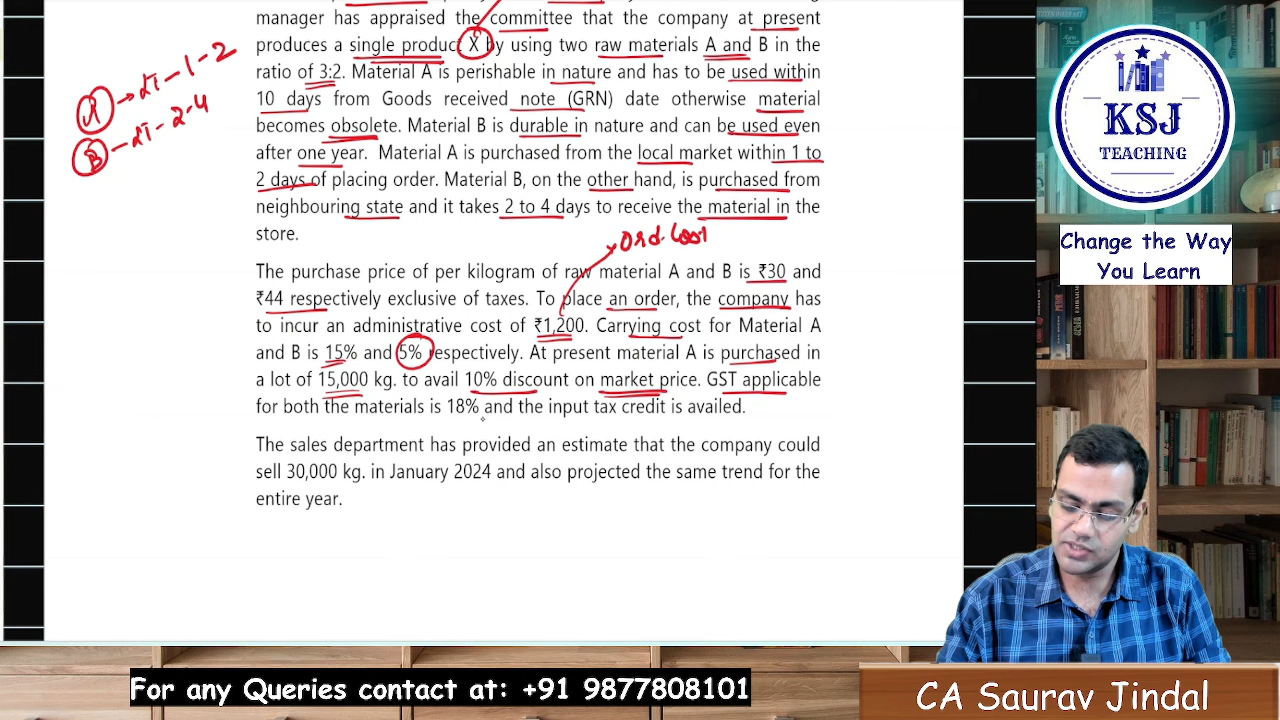 manager has appraised the committee that the company at present
produces a single product X by using two raw materials A and B in the
ratio of 3:2. Material A is perishable in nature and has to be used within
10 days from Goods received note (GRN) date otherwise material
becomes obsolete. Material B is durable in nature and can be used even
after one year. Material A is purchased from the local market within 1 to
2 days of placing order. Material B, on the other hand, is purchased from
neighbouring state and it takes 2 to 4 days to receive the material in the
store.
A → LT - 1 - 2
B - LT - 2 - 4
Ord. Cost
The purchase price of per kilogram of raw material A and B is ₹30 and
₹44 respectively exclusive of taxes. To place an order, the company has
to incur an administrative cost of ₹1,200. Carrying cost for Material A
and B is 15% and 5% respectively. At present material A is purchased in
a lot of 15,000 kg. to avail 10% discount on market price. GST applicable
for both the materials is 18% and the input tax credit is availed.
The sales department has provided an estimate that the company could
sell 30,000 kg. in January 2024 and also projected the same trend for the
entire year.
KSJ
TEACHING
Change the Way
You Learn
For any Queries contact at: +91 9877808101
CA Saurav Jindal